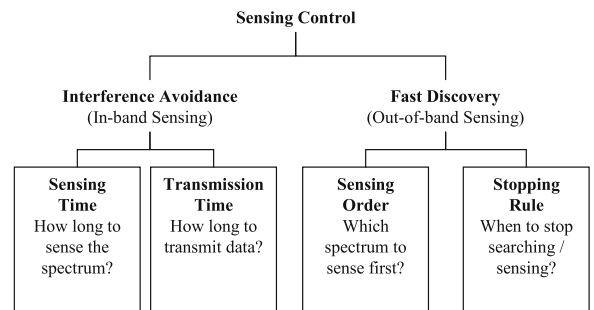 Sensing Control
Interference Avoidance
(In-band Sensing)
Fast Discovery
(Out-of-band Sensing)
Sensing
Time
How long to
sense the
spectrum?
Transmission
Time
How long to
transmit data?
Sensing
Order
Which
spectrum to
sense first?
Stopping
Rule
When to stop
searching /
sensing?